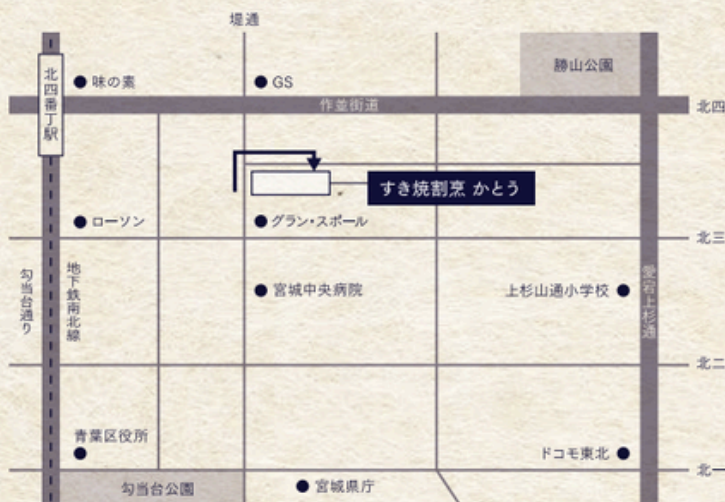 堤通
味の素
GS
勝山公園
北四番丁駅
作並街道
北四
すき焼割烹 かとう
ローソン
グラン・スポール
北三
勾当台通り
地下鉄南北線
宮城中央病院
上杉山通小学校
愛宕上杉通
北二
青葉区役所
ドコモ東北
北一
勾当台公園
宮城県庁